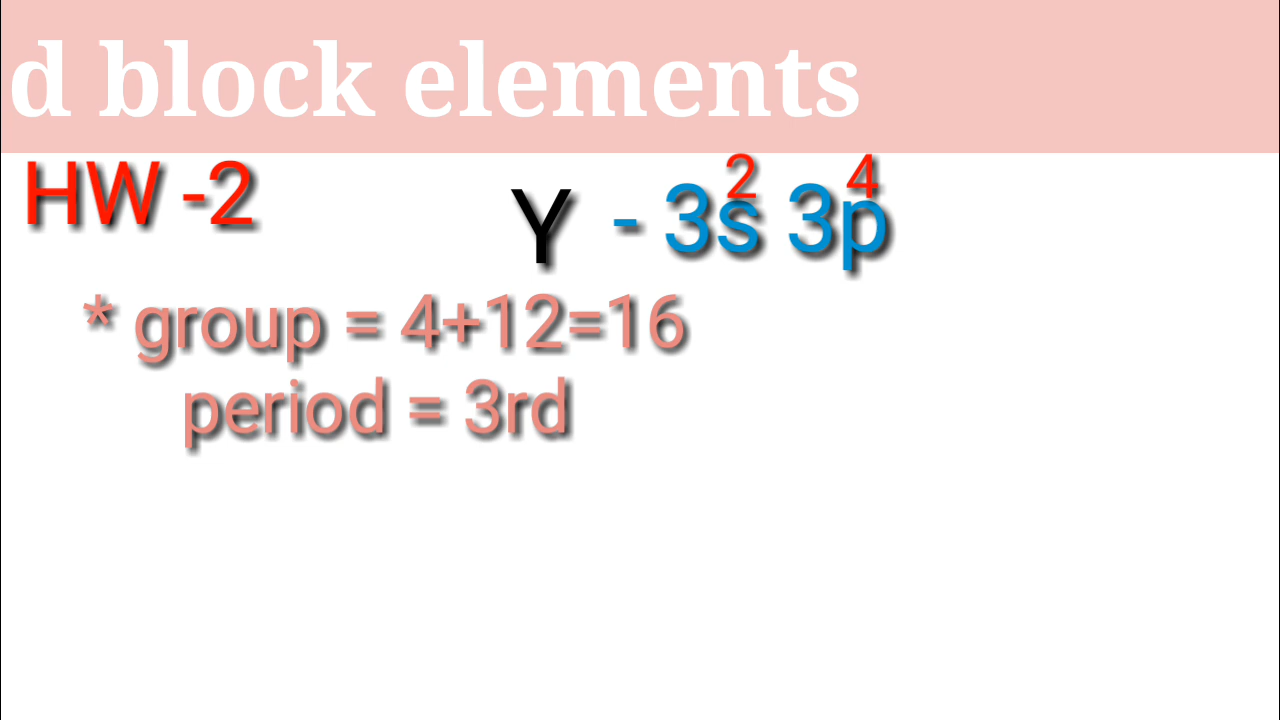 d block elements
HW -2
Y - 3s² 3p⁴
* group = 4+12=16
period = 3rd